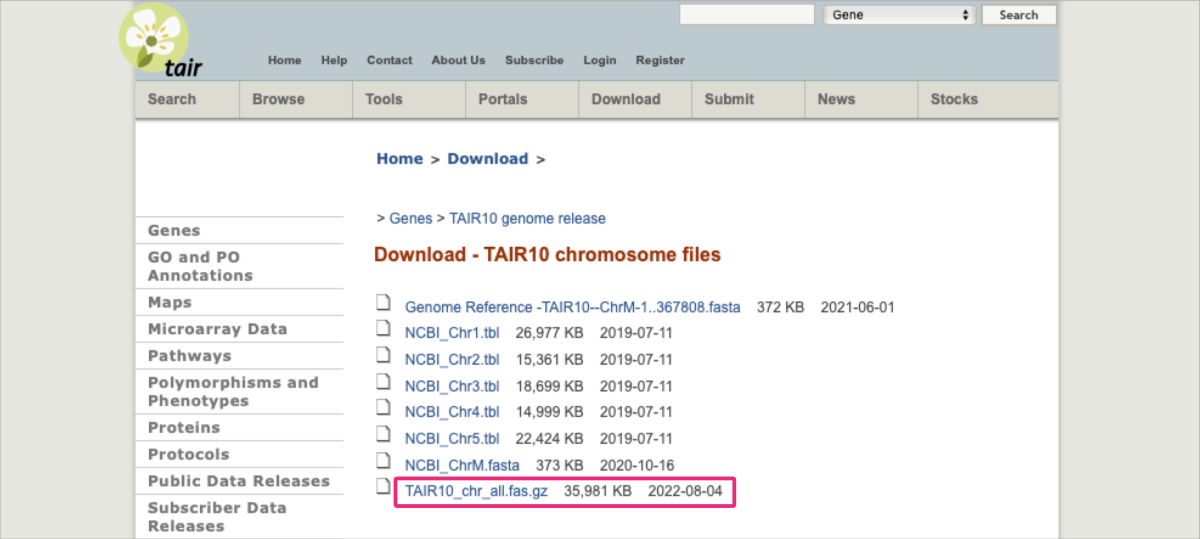 Gene
Search
tair
Home Help Contact About Us Subscribe Login Register
Search Browse Tools Portals Download Submit News Stocks
Home > Download >
> Genes > TAIR10 genome release
Download - TAIR10 chromosome files
Genome Reference -TAIR10--ChrM-1..367808.fasta 372 KB 2021-06-01
NCBI_Chr1.tbl 26,977 KB 2019-07-11
NCBI_Chr2.tbl 15,361 KB 2019-07-11
NCBI_Chr3.tbl 18,699 KB 2019-07-11
NCBI_Chr4.tbl 14,999 KB 2019-07-11
NCBI_Chr5.tbl 22,424 KB 2019-07-11
NCBI_ChrM.fasta 373 KB 2020-10-16
TAIR10_chr_all.fas.gz 35,981 KB 2022-08-04
Genes
GO and PO
Annotations
Maps
Microarray Data
Pathways
Polymorphisms and
Phenotypes
Proteins
Protocols
Public Data Releases
Subscriber Data
Releases